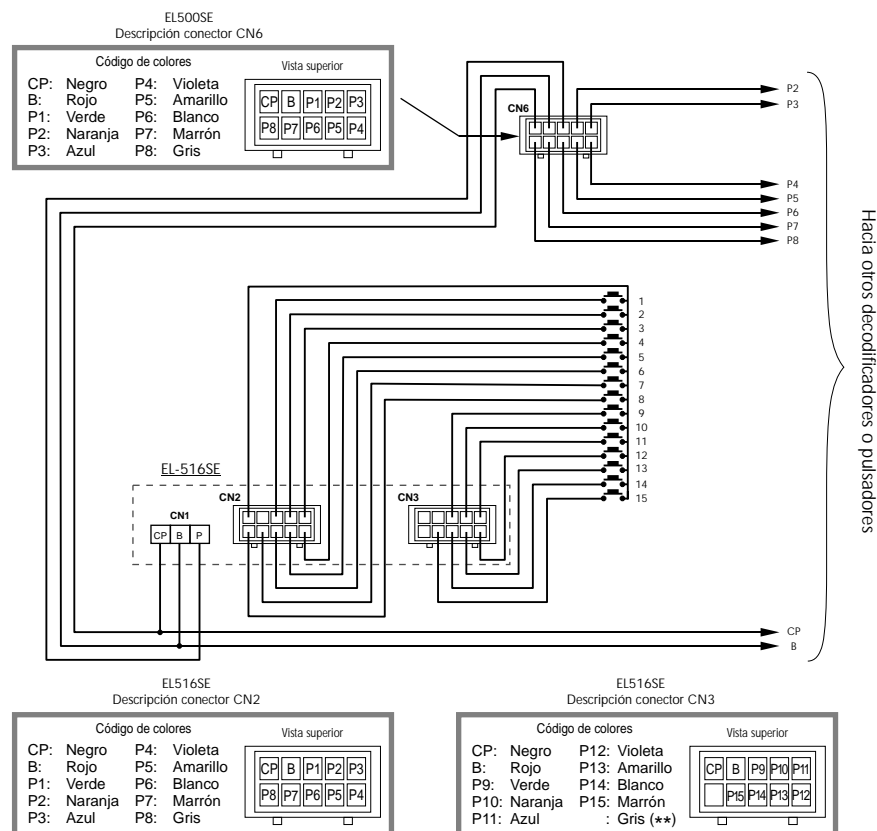 EL500SE
Descripción conector CN6
Código de colores
Vista superior
CP: Negro P4: Violeta
B: Rojo P5: Amarillo
P1: Verde P6: Blanco
P2: Naranja P7: Marrón
P3: Azul P8: Gris
CP B P1 P2 P3
P8 P7 P6 P5 P4
CN6
P2
P3
P4
P5
P6
P7
P8
Hacia otros decodificadores o pulsadores
1
2
3
4
5
6
7
8
9
10
11
12
13
14
15
EL-516SE
CN1
CP B P
CN2
CN3
CP
B
EL516SE
Descripción conector CN2
Código de colores
Vista superior
CP: Negro P4: Violeta
B: Rojo P5: Amarillo
P1: Verde P6: Blanco
P2: Naranja P7: Marrón
P3: Azul P8: Gris
CP B P1 P2 P3
P8 P7 P6 P5 P4
EL516SE
Descripción conector CN3
Código de colores
Vista superior
CP: Negro P12: Violeta
B: Rojo P13: Amarillo
P9: Verde P14: Blanco
P10: Naranja P15: Marrón
P11: Azul : Gris (**)
CP B P9 P10 P11
P15 P14 P13 P12